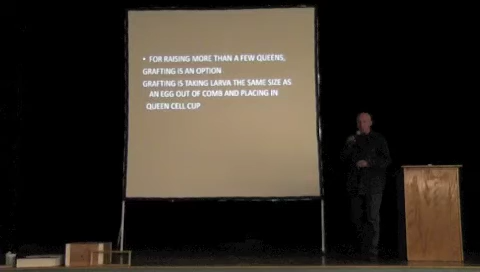 • FOR RAISING MORE THAN A FEW QUEENS,
GRAFTING IS AN OPTION
GRAFTING IS TAKING LARVA THE SAME SIZE AS
AN EGG OUT OF COMB AND PLACING IN
QUEEN CELL CUP